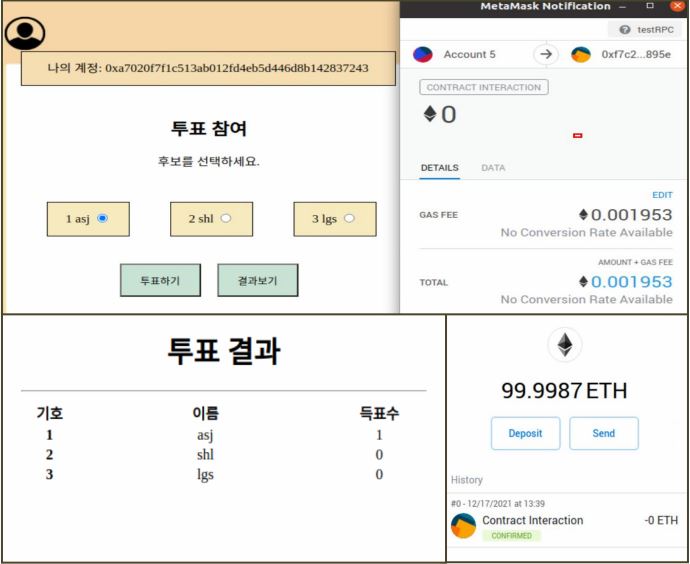 나의 계정: 0xa7020f7f1c513ab012fd4eb5d446d8b142837243
투표 참여
후보를 선택하세요.
1 asj
2 shl
3 lgs
투표하기
결과보기
MetaMask Notification
testRPC
Account 5
0xf7c2...895e
CONTRACT INTERACTION
0
DETAILS
DATA
EDIT
GAS FEE
0.001953
No Conversion Rate Available
AMOUNT + GAS FEE
TOTAL
0.001953
No Conversion Rate Available
투표 결과
기호 이름 득표수
1 asj 1
2 shl 0
3 lgs 0
99.9987 ETH
Deposit
Send
History
#0 - 12/17/2021 at 13:39
Contract Interaction
-0 ETH
CONFIRMED